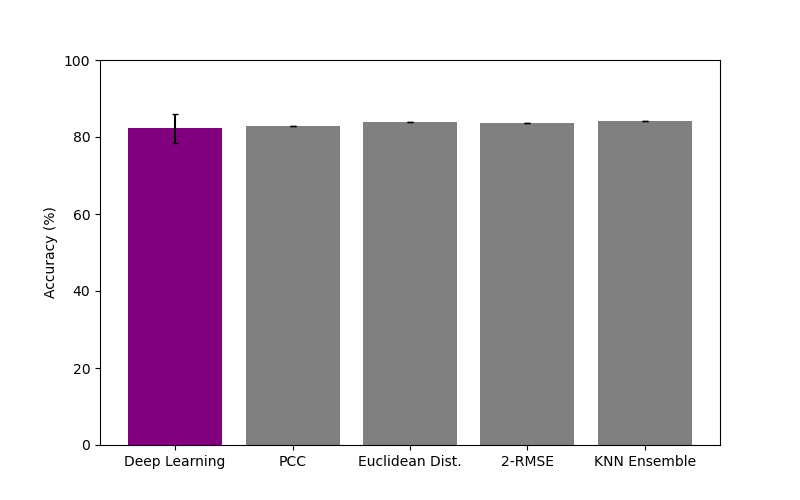 100
80
60
40
20
0
Accuracy (%)
Deep Learning
PCC
Euclidean Dist.
2-RMSE
KNN Ensemble